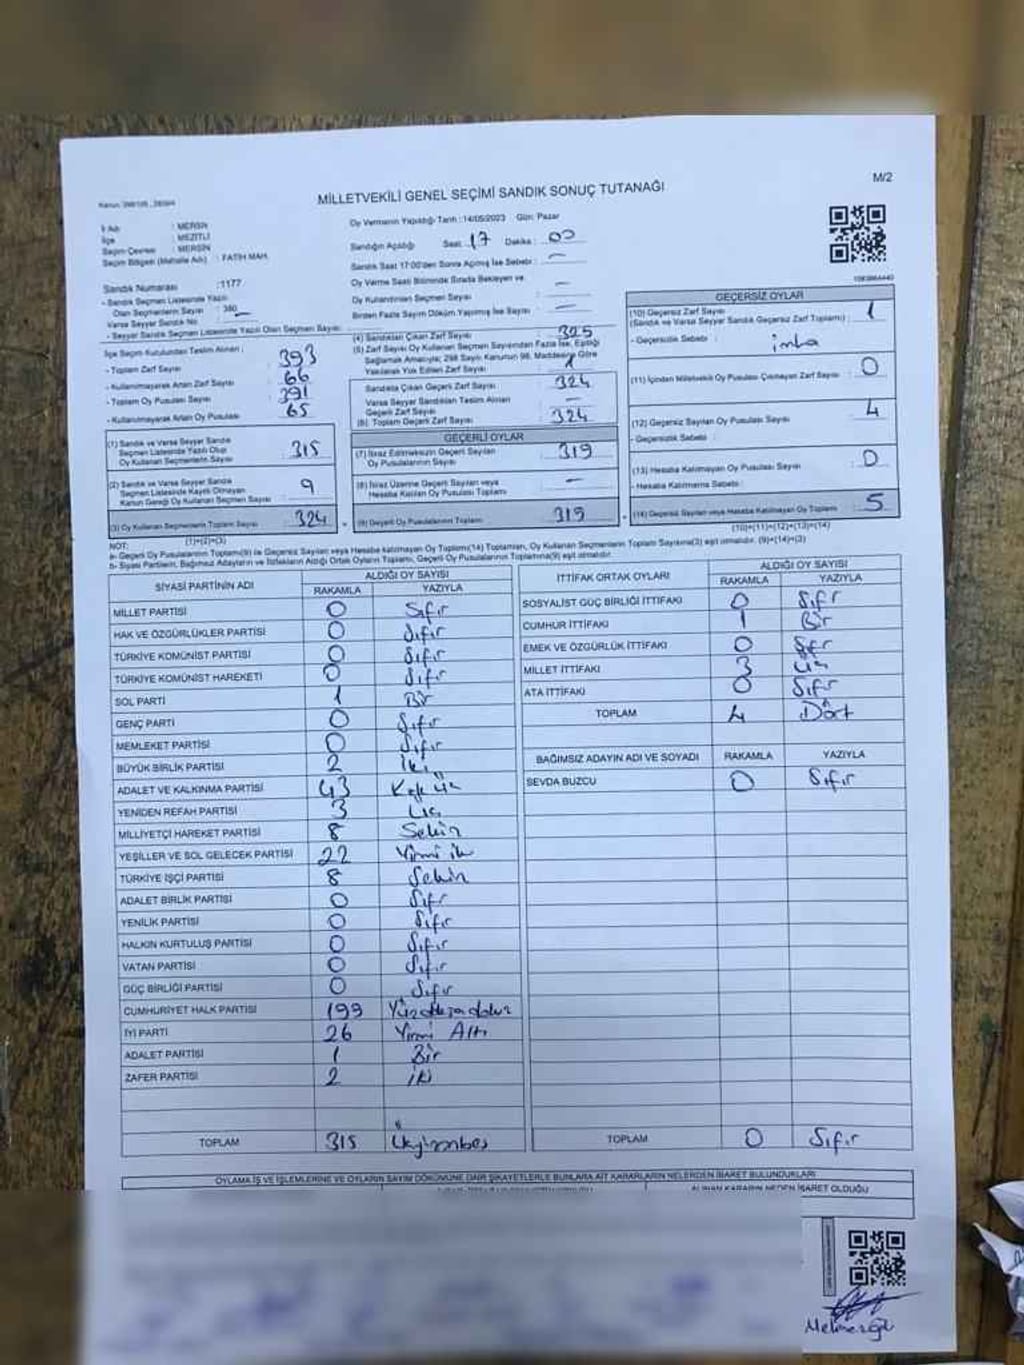 M/2
MİLLETVEKİLİ GENEL SEÇİMİ SANDIK SONUÇ TUTANAĞI
İl Adı : MERSİN
İlçe : MEZİTLİ
Seçim Çevresi : MERSİN
Seçim Bölgesi (Mahalle Adı) : FATİH MAH.
Sandık Numarası :1177
- Sandık Seçmen Listesinde Yazılı
Olan Seçmenlerin Sayısı : 380
Varsa Seyyar Sandık No : —
- Seyyar Sandık Seçmen Listesinde Yazılı Olan Seçmen Sayısı:
Oy Vermenin Yapıldığı Tarih :14/05/2023 Gün: Pazar
Sandığın Açıldığı Saat: 17 Dakika : 00
Sandık Saat 17:00'den Sonra Açılmış İse Sebebi : —
Oy Verme Saati Bitiminde Sırada Bekleyen ve
Oy Kullandırılan Seçmen Sayısı : —
Birden Fazla Sayım Döküm Yapılmış İse Sayısı : —
İlçe Seçim Kurulundan Teslim Alınan ;
- Toplam Zarf Sayısı : 393
- Kullanılmayarak Artan Zarf Sayısı : 66
- Toplam Oy Pusulası Sayısı : 391
- Kullanılmayarak Artan Oy Pusulası : 65
(1) Sandık ve Varsa Seyyar Sandık
Seçmen Listesinde Yazılı Olup
Oy Kullanan Seçmenlerin Sayısı : 315
(2) Sandık ve Varsa Seyyar Sandık
Seçmen Listesinde Kayıtlı Olmayan
Kanun Gereği Oy Kullanan Seçmen Sayısı : 9
(3) Oy Kullanan Seçmenlerin Toplam Sayısı : 324
(1)+(2)=(3)
(4) Sandıktan Çıkan Zarf Sayısı : 325
(5) Zarf Sayısı Oy Kullanan Seçmen Sayısından Fazla İse, Eşitliği
Sağlamak Amacıyla; 298 Sayılı Kanunun 98. Maddesine Göre
Yakılarak Yok Edilen Zarf Sayısı : 1
Sandıkta Çıkan Geçerli Zarf Sayısı : 324
Varsa Seyyar Sandıktan Teslim Alınan
Geçerli Zarf Sayısı : —
(6) Toplam Geçerli Zarf Sayısı : 324
GEÇERLİ OYLAR
(7) İtiraz Edilmeksizin Geçerli Sayılan
Oy Pusulalarının Sayısı : 319
(8) İtiraz Üzerine Geçerli Sayılan veya
Hesaba Katılan Oy Pusulası Toplamı : —
(9) Geçerli Oy Pusulalarının Toplamı : 319
GEÇERSİZ OYLAR
(10) Geçersiz Zarf Sayısı : 1
(Sandık ve Varsa Seyyar Sandık Geçersiz Zarf Toplamı)
- Geçersizlik Sebebi : imha
(11) İçinden Milletvekili Oy Pusulası Çıkmayan Zarf Sayısı : 0
(12) Geçersiz Sayılan Oy Pusulası Sayısı : 4
- Geçersizlik Sebebi :
(13) Hesaba Katılmayan Oy Pusulası Sayısı : 0
- Hesaba Katılmama Sebebi :
(14) Geçersiz Sayılan veya Hesaba Katılmayan Oy Toplamı : 5
(10)+(11)+(12)+(13)=(14)
NOT:
a- Geçerli Oy Pusulaları Toplamı(9) ile Geçersiz Sayılan veya Hesaba katılmayan Oy Toplamı(14) Toplamları, Oy Kullanan Seçmenlerin Toplam Sayısına(3) eşit olmalıdır. (9)+(14)=(3)
b- Siyasi Partilerin, Bağımsız Adayların ve İttifakların Aldığı Ortak Oyların Toplamı, Geçerli Oy Pusulalarının Toplamına(9) eşit olmalıdır.
SİYASİ PARTİNİN ADI ALDIĞI OY SAYISI
RAKAMLA YAZIYLA
MİLLET PARTİSİ 0 Sıfır
HAK VE ÖZGÜRLÜKLER PARTİSİ 0 Sıfır
TÜRKİYE KOMÜNİST PARTİSİ 0 Sıfır
TÜRKİYE KOMÜNİST HAREKETİ 0 Sıfır
SOL PARTİ 1 Bir
GENÇ PARTİ 0 Sıfır
MEMLEKET PARTİSİ 0 Sıfır
BÜYÜK BİRLİK PARTİSİ 2 İki
ADALET VE KALKINMA PARTİSİ 43 Kırk üç
YENİDEN REFAH PARTİSİ 3 Üç
MİLLİYETÇİ HAREKET PARTİSİ 8 Sekiz
YEŞİLLER VE SOL GELECEK PARTİSİ 22 Yirmi iki
TÜRKİYE İŞÇİ PARTİSİ 8 Sekiz
ADALET BİRLİK PARTİSİ 0 Sıfır
YENİLİK PARTİSİ 0 Sıfır
HALKIN KURTULUŞ PARTİSİ 0 Sıfır
VATAN PARTİSİ 0 Sıfır
GÜÇ BİRLİĞİ PARTİSİ 0 Sıfır
CUMHURİYET HALK PARTİSİ 199 Yüzdoksandokuz
İYİ PARTİ 26 Yirmi Altı
ADALET PARTİSİ 1 Bir
ZAFER PARTİSİ 2 iki
TOPLAM 315 Üçyüzonbeş
İTTİFAK ORTAK OYLARI ALDIĞI OY SAYISI
RAKAMLA YAZIYLA
SOSYALİST GÜÇ BİRLİĞİ İTTİFAKI 0 Sıfır
CUMHUR İTTİFAKI 1 Bir
EMEK VE ÖZGÜRLÜK İTTİFAKI 0 Sıfır
MİLLET İTTİFAKI 3 Üç
ATA İTTİFAKI 0 Sıfır
TOPLAM 4 Dört
BAĞIMSIZ ADAYIN ADI VE SOYADI RAKAMLA YAZIYLA
SEVDA BUZCU 0 Sıfır
TOPLAM 0 Sıfır
OYLAMA İŞ VE İŞLEMLERİNE VE OYLARIN SAYIM DÖKÜMÜNE DAİR ŞİKAYETLERLE BUNLARA AİT KARARLARIN NELERDEN İBARET BULUNDUKLARI
ALINAN KARARIN NEDEN İBARET OLDUĞU